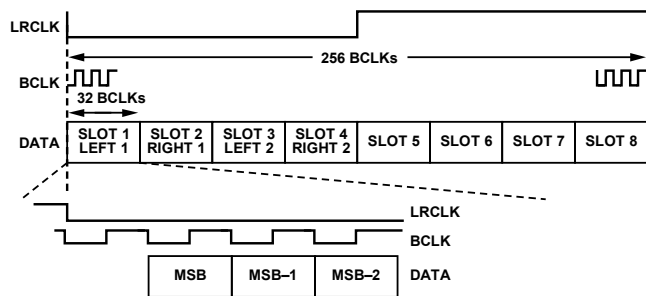 LRCLK
256 BCLKs
BCLK
32 BCLKs
DATA
SLOT 1
LEFT 1
SLOT 2
RIGHT 1
SLOT 3
LEFT 2
SLOT 4
RIGHT 2
SLOT 5
SLOT 6
SLOT 7
SLOT 8
LRCLK
BCLK
MSB
MSB–1
MSB–2
DATA